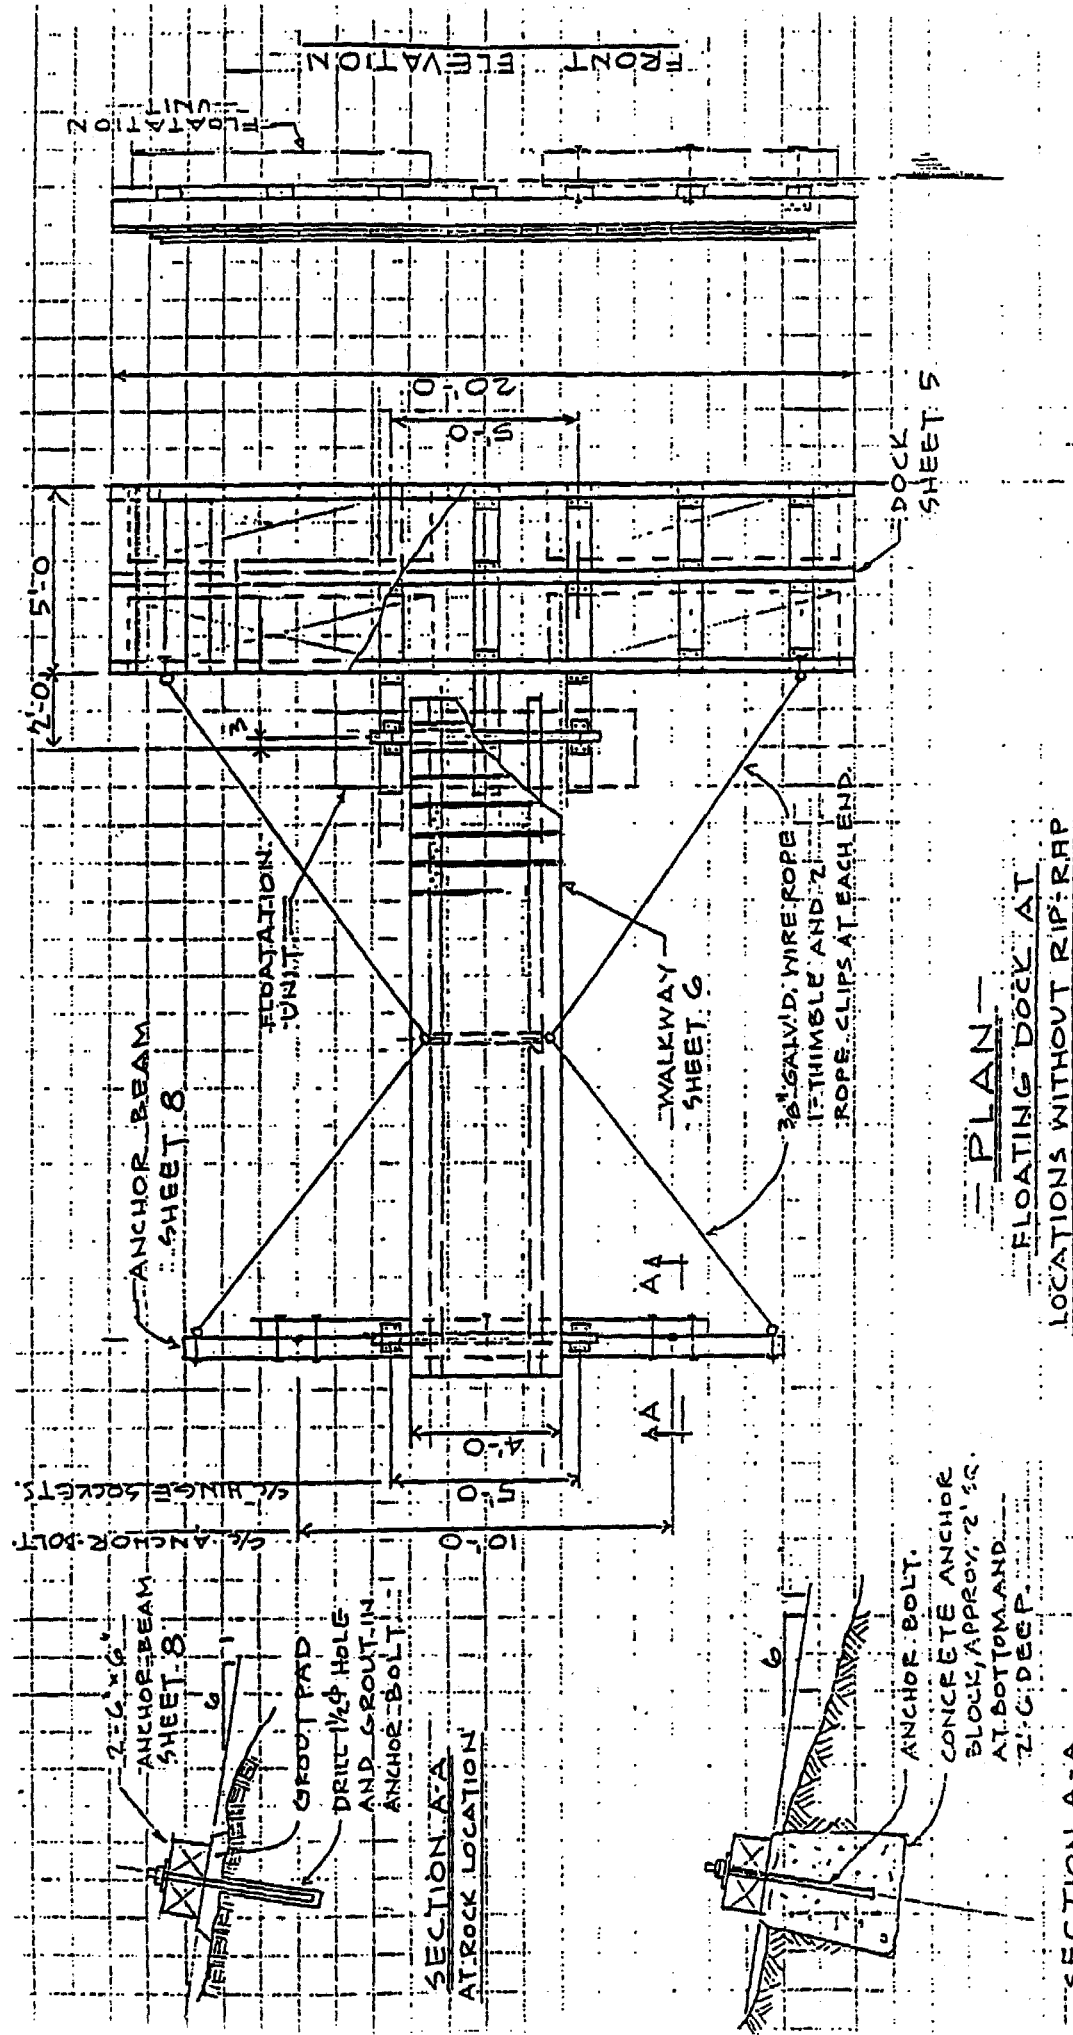 FRONT ELEVATION
FLOATATION
UNIT
20'-0
5'-0
DOCK
SHEET 5
5'-0
2'-0
3
FLOATATION
UNIT
ANCHOR BEAM
SHEET 8
WALKWAY
SHEET 6
3/8" GALV'D. WIRE ROPE
1-THIMBLE AND 2
ROPE CLIPS AT EACH END.
A
A
4'-0
5'-0
C/C HINGE SOCKETS.
10'-0
C/C ANCHOR BOLT.
— PLAN —
FLOATING DOCK AT
LOCATIONS WITHOUT RIP-RAP
2-6"x6"
ANCHOR BEAM
SHEET 8
6
1
GROUT PAD
DRILL 1 1/2"Φ HOLE
AND GROUT IN
ANCHOR BOLT
SECTION A-A
AT ROCK LOCATION
6
1
ANCHOR BOLT.
CONCRETE ANCHOR
BLOCK, APPROX. 2' SQ.
AT BOTTOM AND
2'-6 DEEP.
SECTION A-A